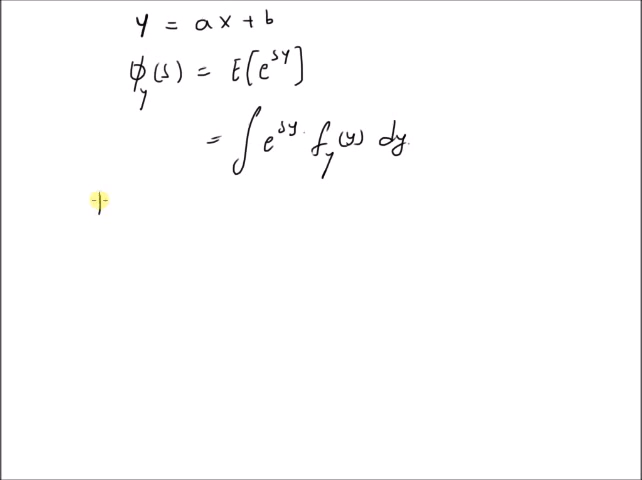 y = ax + b
ϕ_y(s) = E[e^{sy}]
= ∫ e^{sy} f_y(y) dy